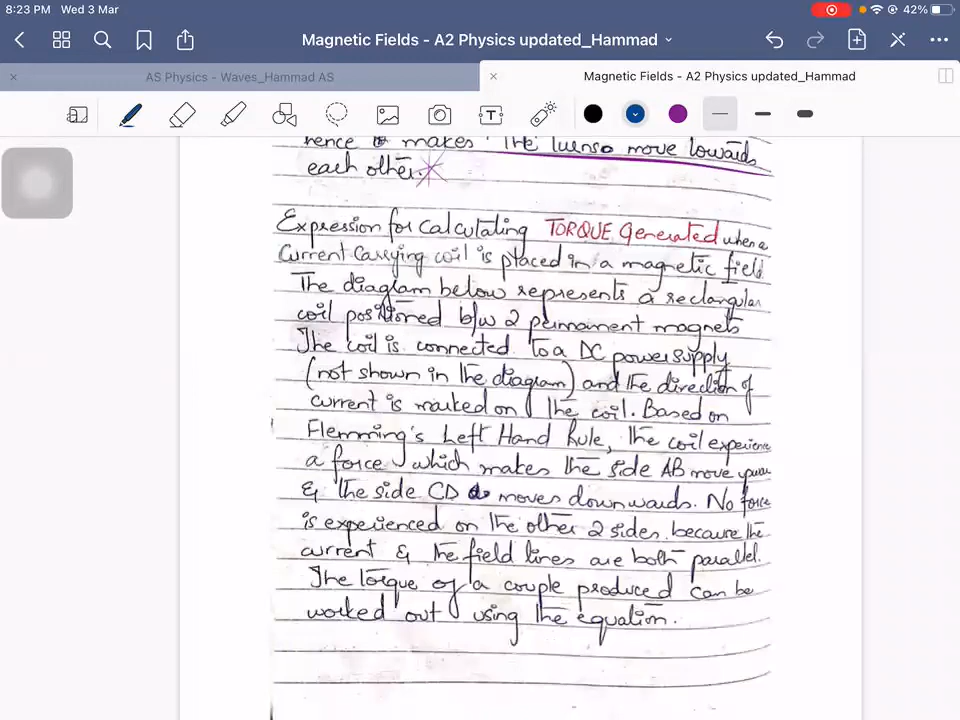 8:23 PM Wed 3 Mar
42%
Magnetic Fields - A2 Physics updated_Hammad
AS Physics - Waves_Hammad AS
Magnetic Fields - A2 Physics updated_Hammad
hence makes the turns move towards
each other.
Expression for Calculating TORQUE Generated when a
Current Carrying coil is placed in a magnetic field
The diagram below represents a rectangular
coil positioned b/w 2 permanent magnets
The coil is connected to a DC power supply
(not shown in the diagram) and the direction of
current is marked on the coil. Based on
Flemming's Left Hand Rule, the coil experience
a force which makes the side AB move
& the side CD moves downwards. No force
is experienced on the other 2 sides because the
current & the field lines are both parallel.
The torque of a couple produced can be
worked out using the equation.